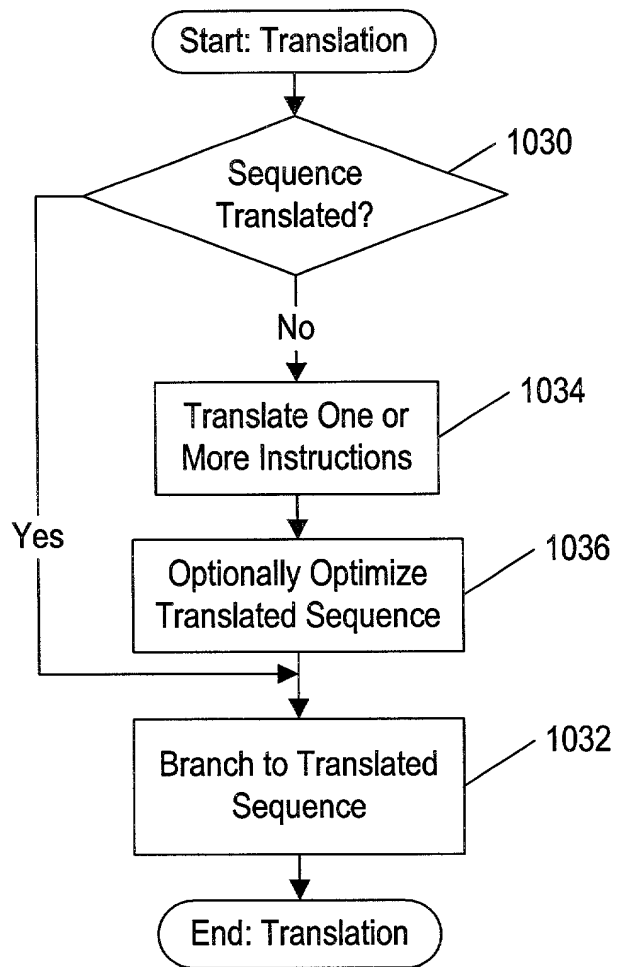 Start: Translation
1030
Sequence
Translated?
No
1034
Translate One or
More Instructions
Yes
1036
Optionally Optimize
Translated Sequence
1032
Branch to Translated
Sequence
End: Translation